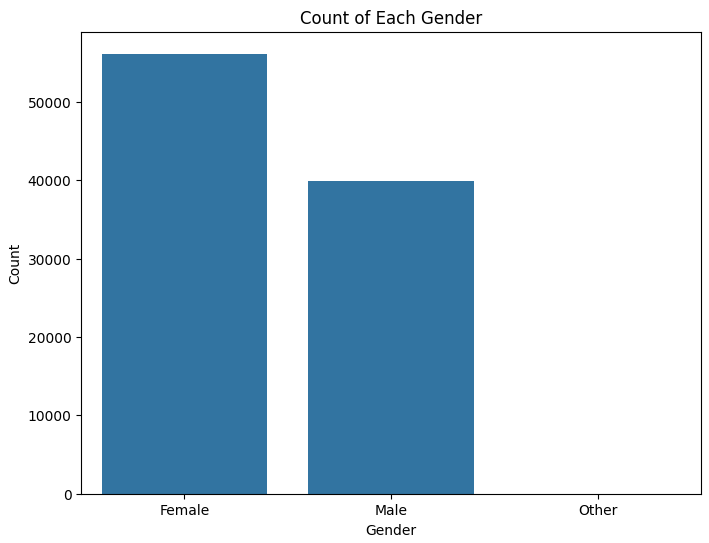 Count of Each Gender
50000
40000
30000
20000
10000
0
Count
Female
Male
Other
Gender